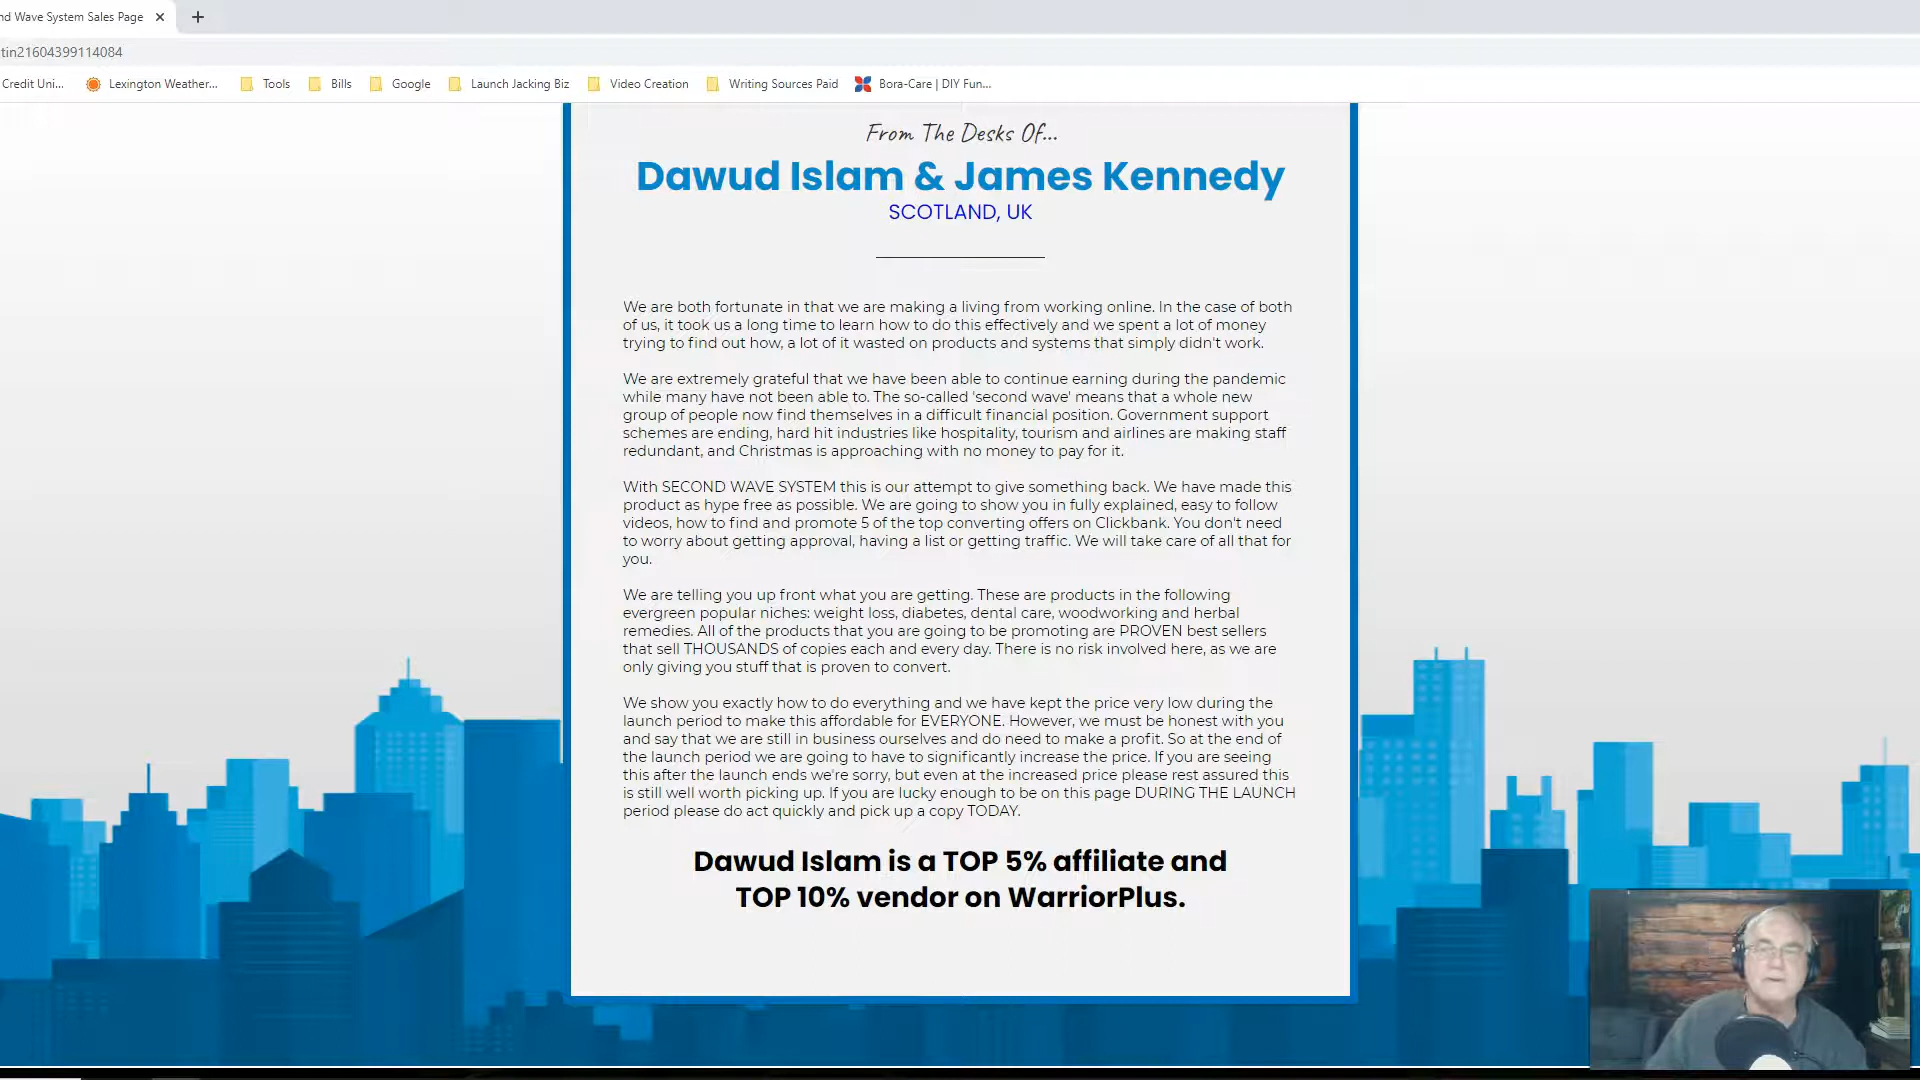 nd Wave System Sales Page
tin21604399114084
Credit Uni...
Lexington Weather...
Tools
Bills
Google
Launch Jacking Biz
Video Creation
Writing Sources Paid
Bora-Care | DIY Fun...
From The Desks Of...
Dawud Islam & James Kennedy
SCOTLAND, UK
We are both fortunate in that we are making a living from working online. In the case of both
of us, it took us a long time to learn how to do this effectively and we spent a lot of money
trying to find out how, a lot of it wasted on products and systems that simply didn't work.
We are extremely grateful that we have been able to continue earning during the pandemic
while many have not been able to. The so-called 'second wave' means that a whole new
group of people now find themselves in a difficult financial position. Government support
schemes are ending, hard hit industries like hospitality, tourism and airlines are making staff
redundant, and Christmas is approaching with no money to pay for it.
With SECOND WAVE SYSTEM this is our attempt to give something back. We have made this
product as hype free as possible. We are going to show you in fully explained, easy to follow
videos, how to find and promote 5 of the top converting offers on Clickbank. You don't need
to worry about getting approval, having a list or getting traffic. We will take care of all that for
you.
We are telling you up front what you are getting. These are products in the following
evergreen popular niches: weight loss, diabetes, dental care, woodworking and herbal
remedies. All of the products that you are going to be promoting are PROVEN best sellers
that sell THOUSANDS of copies each and every day. There is no risk involved here, as we are
only giving you stuff that is proven to convert.
We show you exactly how to do everything and we have kept the price very low during the
launch period to make this affordable for EVERYONE. However, we must be honest with you
and say that we are still in business ourselves and do need to make a profit. So at the end of
the launch period we are going to have to significantly increase the price. If you are seeing
this after the launch ends we're sorry, but even at the increased price please rest assured this
is still well worth picking up. If you are lucky enough to be on this page DURING THE LAUNCH
period please do act quickly and pick up a copy TODAY.
Dawud Islam is a TOP 5% affiliate and
TOP 10% vendor on WarriorPlus.